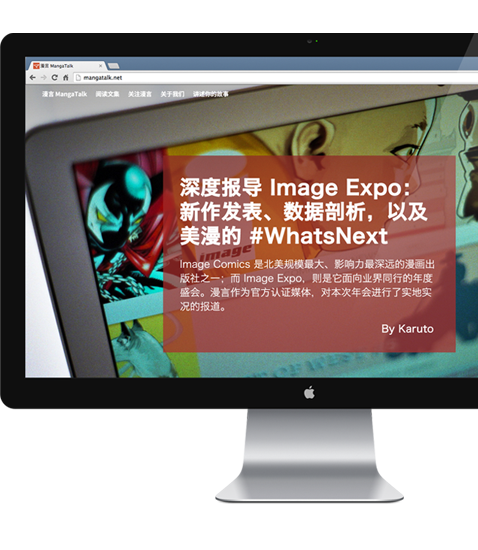 漫言 MangaTalk
mangatalk.net
漫言 MangaTalk 阅读文集 关注漫言 关于我们 讲述你的故事
image
深度报导 Image Expo：
新作发表、数据剖析，以及
美漫的 #WhatsNext
Image Comics 是北美规模最大、影响力最深远的漫画出
版社之一；而 Image Expo，则是它面向业界同行的年度
盛会。漫言作为官方认证媒体，对本次年会进行了实地实
况的报道。
By Karuto